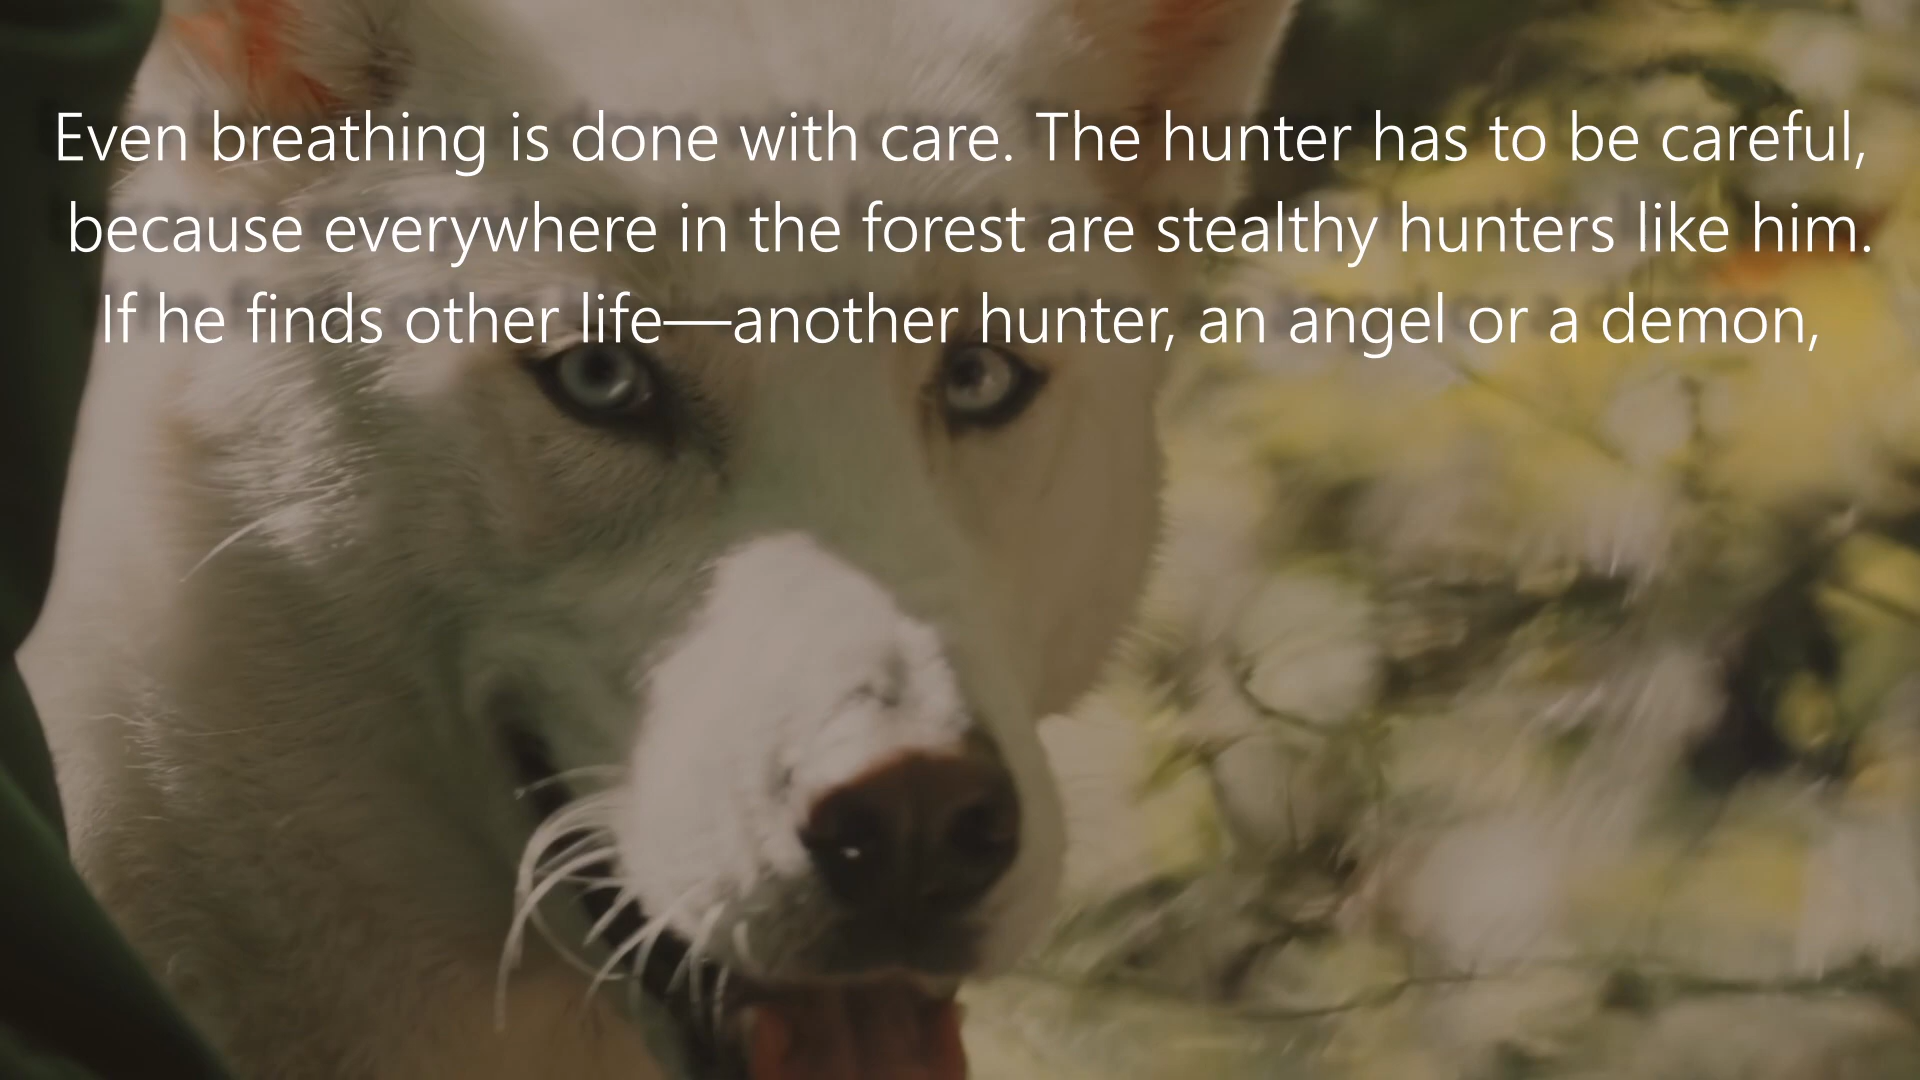 Even breathing is done with care. The hunter has to be careful,
because everywhere in the forest are stealthy hunters like him.
If he finds other life—another hunter, an angel or a demon,